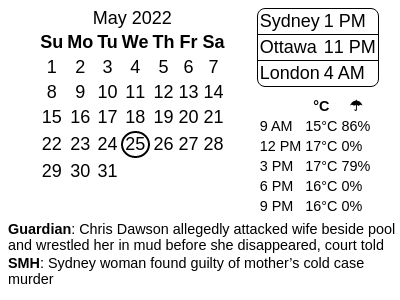 May 2022
Su Mo Tu We Th Fr Sa
1 2 3 4 5 6 7
8 9 10 11 12 13 14
15 16 17 18 19 20 21
22 23 24 25 26 27 28
29 30 31
Sydney 1 PM
Ottawa 11 PM
London 4 AM
°C ☂
9 AM 15°C 86%
12 PM 17°C 0%
3 PM 17°C 79%
6 PM 16°C 0%
9 PM 16°C 0%
Guardian: Chris Dawson allegedly attacked wife beside pool
and wrestled her in mud before she disappeared, court told
SMH: Sydney woman found guilty of mother’s cold case
murder